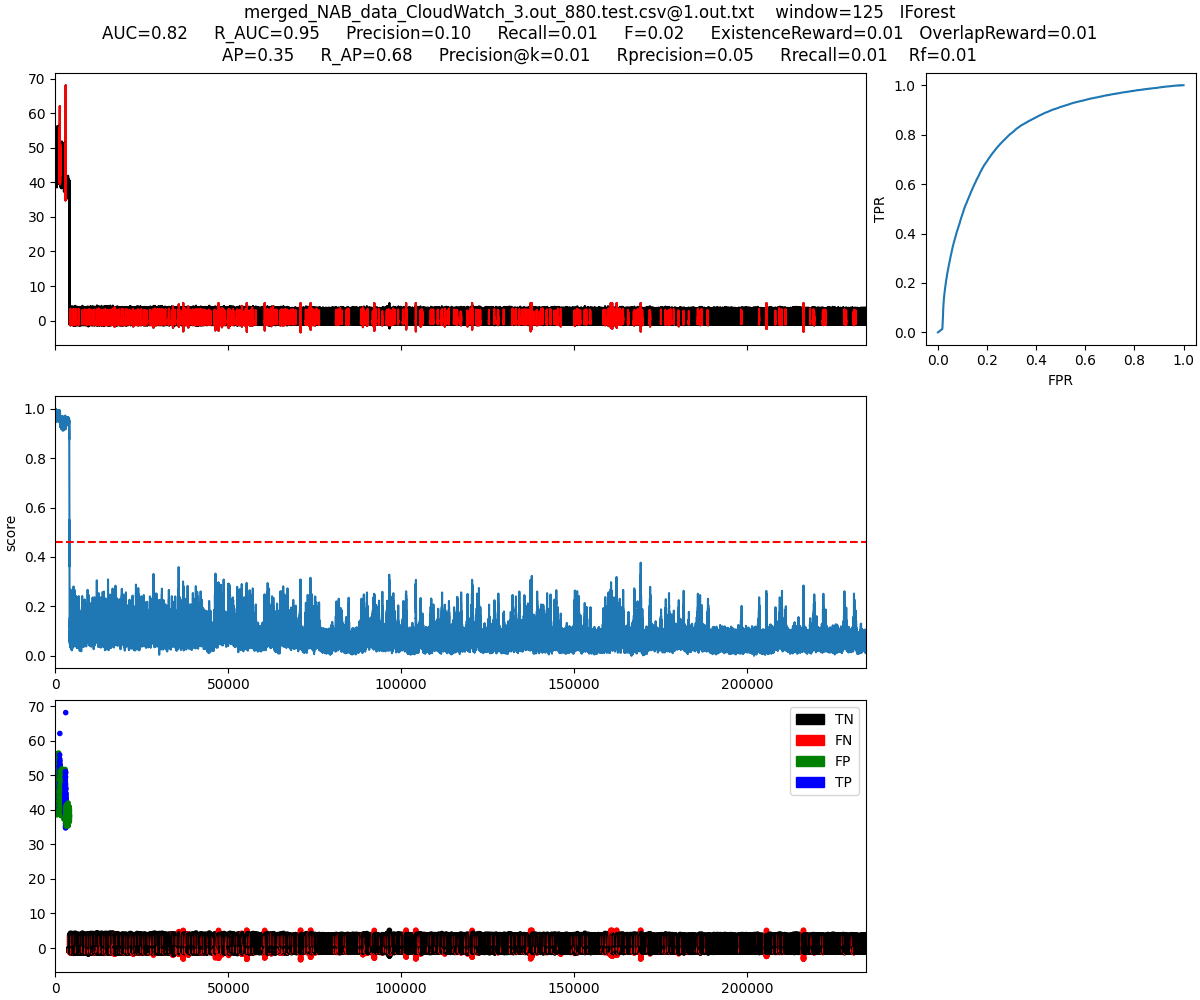 merged_NAB_data_CloudWatch_3.out_880.test.csv@1.out.txt    window=125   IForest
AUC=0.82     R_AUC=0.95     Precision=0.10     Recall=0.01     F=0.02     ExistenceReward=0.01   OverlapReward=0.01
AP=0.35     R_AP=0.68     Precision@k=0.01     Rprecision=0.05     Rrecall=0.01     Rf=0.01
70
60
50
40
30
20
10
0
1.0
0.8
0.6
0.4
0.2
0.0
TPR
0.0 0.2 0.4 0.6 0.8 1.0
FPR
1.0
0.8
0.6
0.4
0.2
0.0
score
0 50000 100000 150000 200000
70
60
50
40
30
20
10
0
TN
FN
FP
TP
0 50000 100000 150000 200000